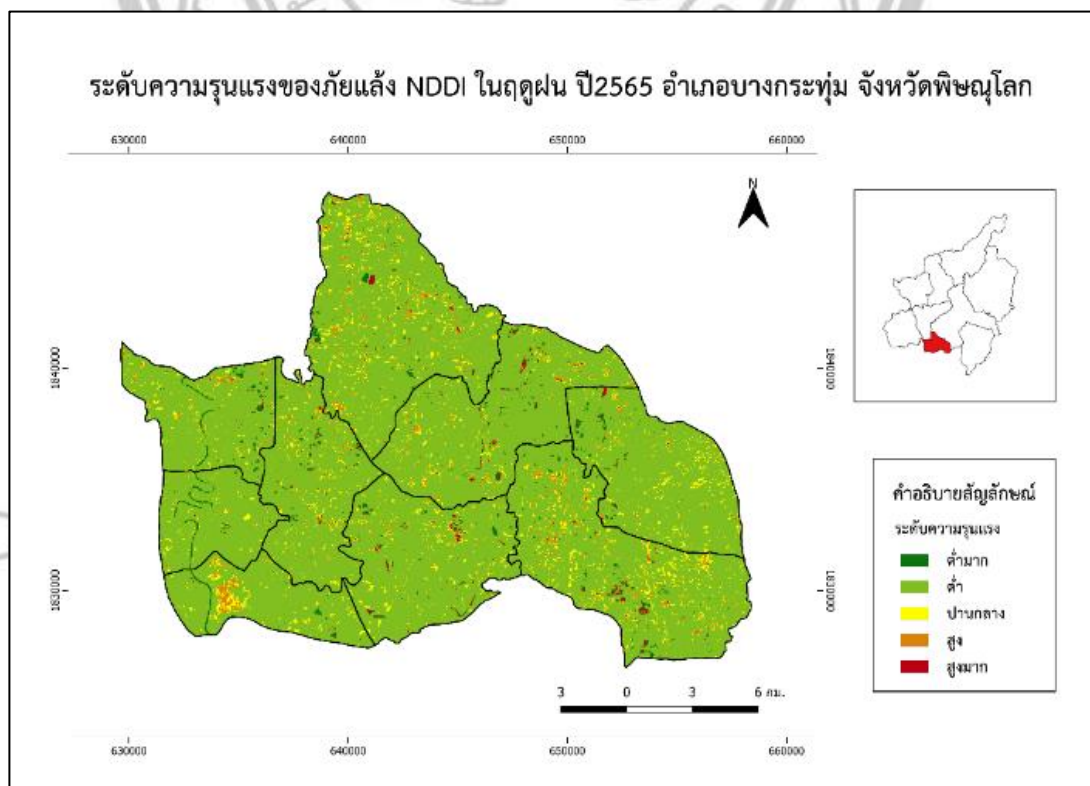 ระดับความรุนแรงของภัยแล้ง NDDI ในฤดูฝน ปี2565 อำเภอบางกระทุ่ม จังหวัดพิษณุโลก
630000 640000 650000 660000
N
1840000 1840000
1830000 1830000
คำอธิบายสัญลักษณ์
ระดับความรุนแรง
ต่ำมาก
ต่ำ
ปานกลาง
สูง
สูงมาก
3 0 3 6 กม.
630000 640000 650000 660000